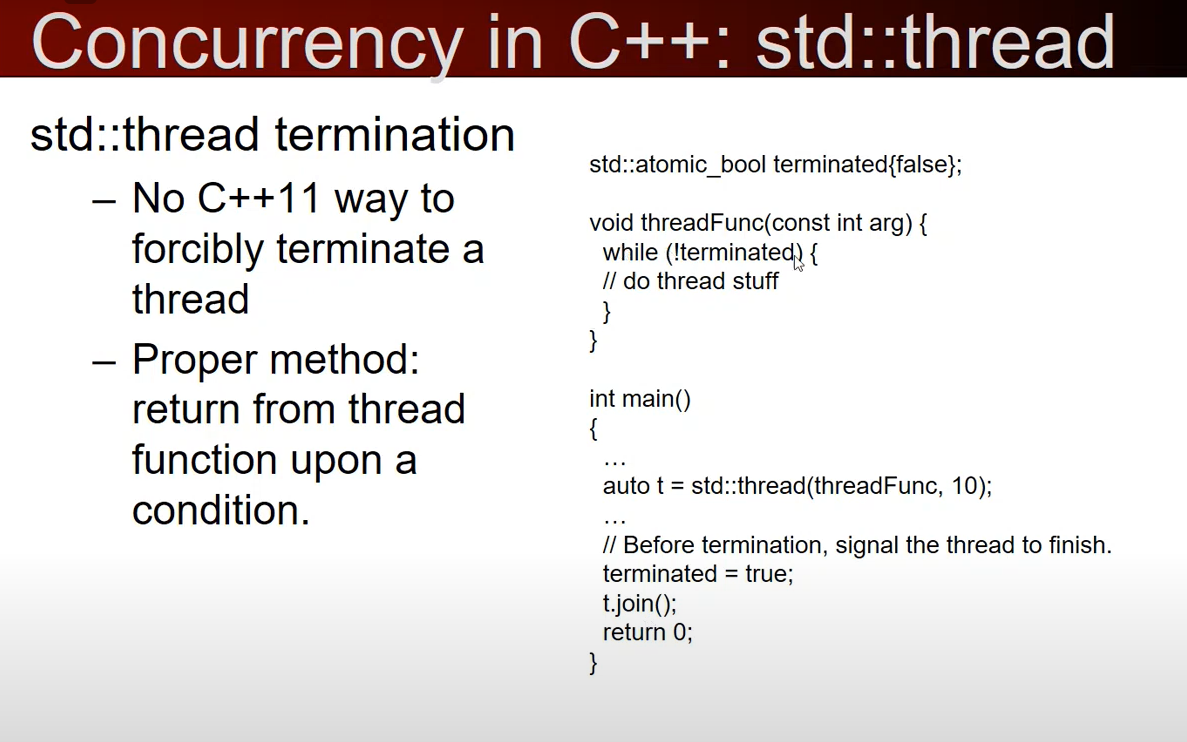 Concurrency in C++: std::thread
std::thread termination
– No C++11 way to
forcibly terminate a
thread
– Proper method:
return from thread
function upon a
condition.
std::atomic_bool terminated{false};
void threadFunc(const int arg) {
while (!terminated) {
// do thread stuff
}
}
int main()
{
…
auto t = std::thread(threadFunc, 10);
…
// Before termination, signal the thread to finish.
terminated = true;
t.join();
return 0;
}